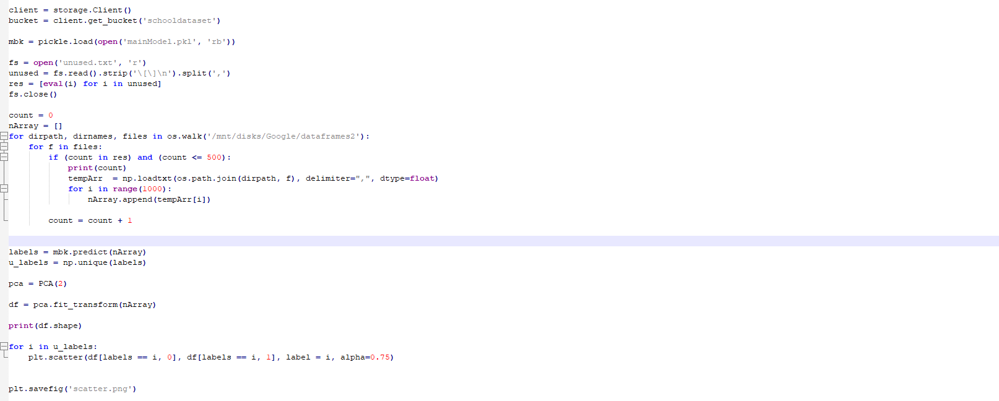 client = storage.Client()
bucket = client.get_bucket('schooldataset')
mbk = pickle.load(open('mainModel.pkl', 'rb'))
fs = open('unused.txt', 'r')
unused = fs.read().strip('\[\]\n').split(',')
res = [eval(i) for i in unused]
fs.close()
count = 0
nArray = []
for dirpath, dirnames, files in os.walk('/mnt/disks/Google/dataframes2'):
    for f in files:
        if (count in res) and (count <= 500):
            print(count)
            tempArr  = np.loadtxt(os.path.join(dirpath, f), delimiter=",", dtype=float)
            for i in range(1000):
                nArray.append(tempArr[i])
        count = count + 1
labels = mbk.predict(nArray)
u_labels = np.unique(labels)
pca = PCA(2)
df = pca.fit_transform(nArray)
print(df.shape)
for i in u_labels:
    plt.scatter(df[labels == i, 0], df[labels == i, 1], label = i, alpha=0.75)
plt.savefig('scatter.png')